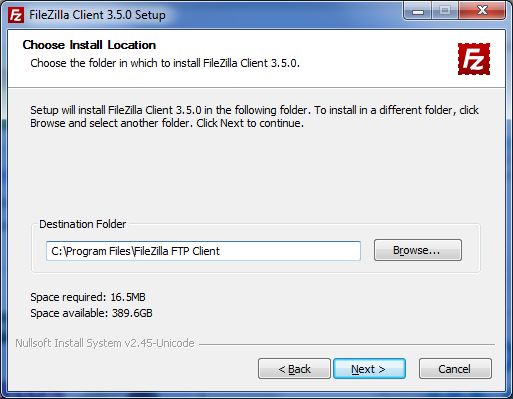 FileZilla Client 3.5.0 Setup
Choose Install Location
Choose the folder in which to install FileZilla Client 3.5.0.
FZ
Setup will install FileZilla Client 3.5.0 in the following folder. To install in a different folder, click
Browse and select another folder. Click Next to continue.
Destination Folder
C:\Program Files\FileZilla FTP Client
Browse...
Space required: 16.5MB
Space available: 389.6GB
Nullsoft Install System v2.45-Unicode
< Back
Next >
Cancel